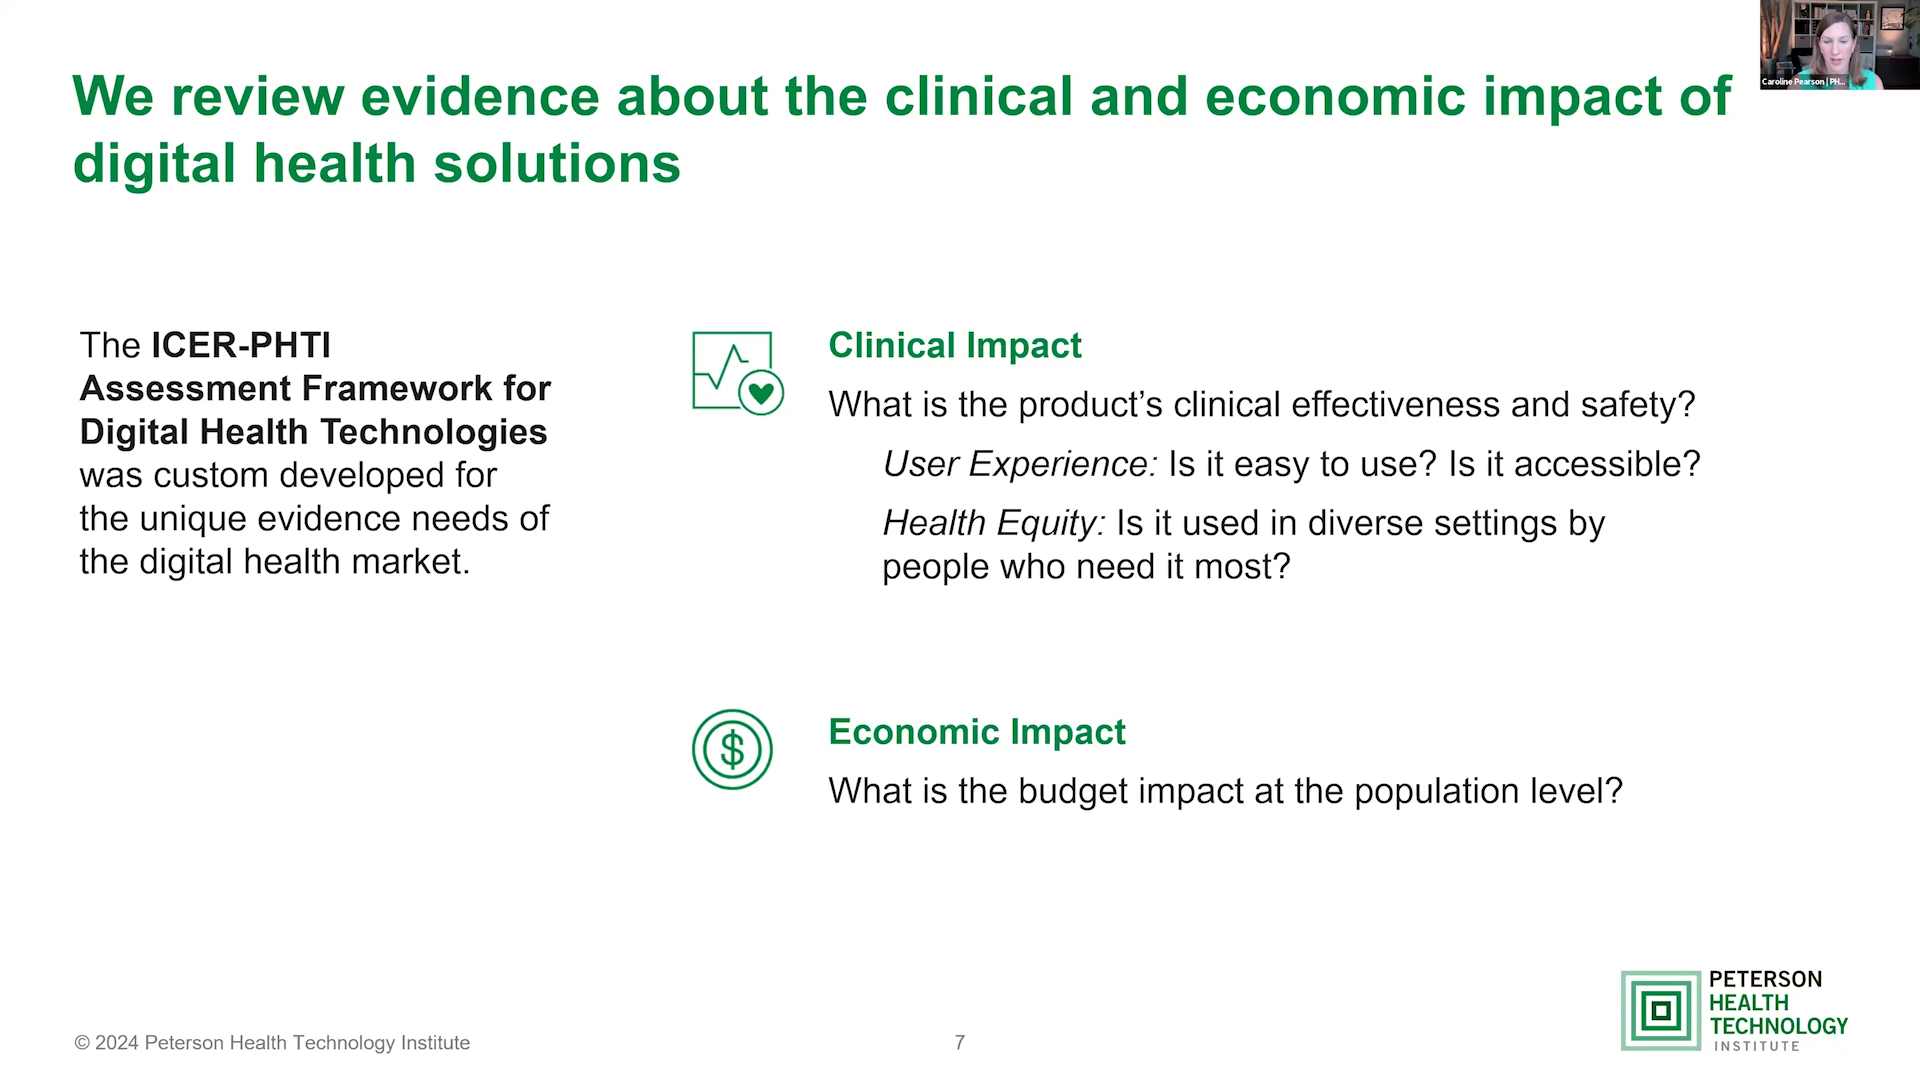 We review evidence about the clinical and economic impact of
digital health solutions
Caroline Pearson | PH...
The ICER-PHTI
Assessment Framework for
Digital Health Technologies
was custom developed for
the unique evidence needs of
the digital health market.
Clinical Impact
What is the product’s clinical effectiveness and safety?
User Experience: Is it easy to use? Is it accessible?
Health Equity: Is it used in diverse settings by
people who need it most?
$
Economic Impact
What is the budget impact at the population level?
© 2024 Peterson Health Technology Institute
7
PETERSON
HEALTH
TECHNOLOGY
INSTITUTE